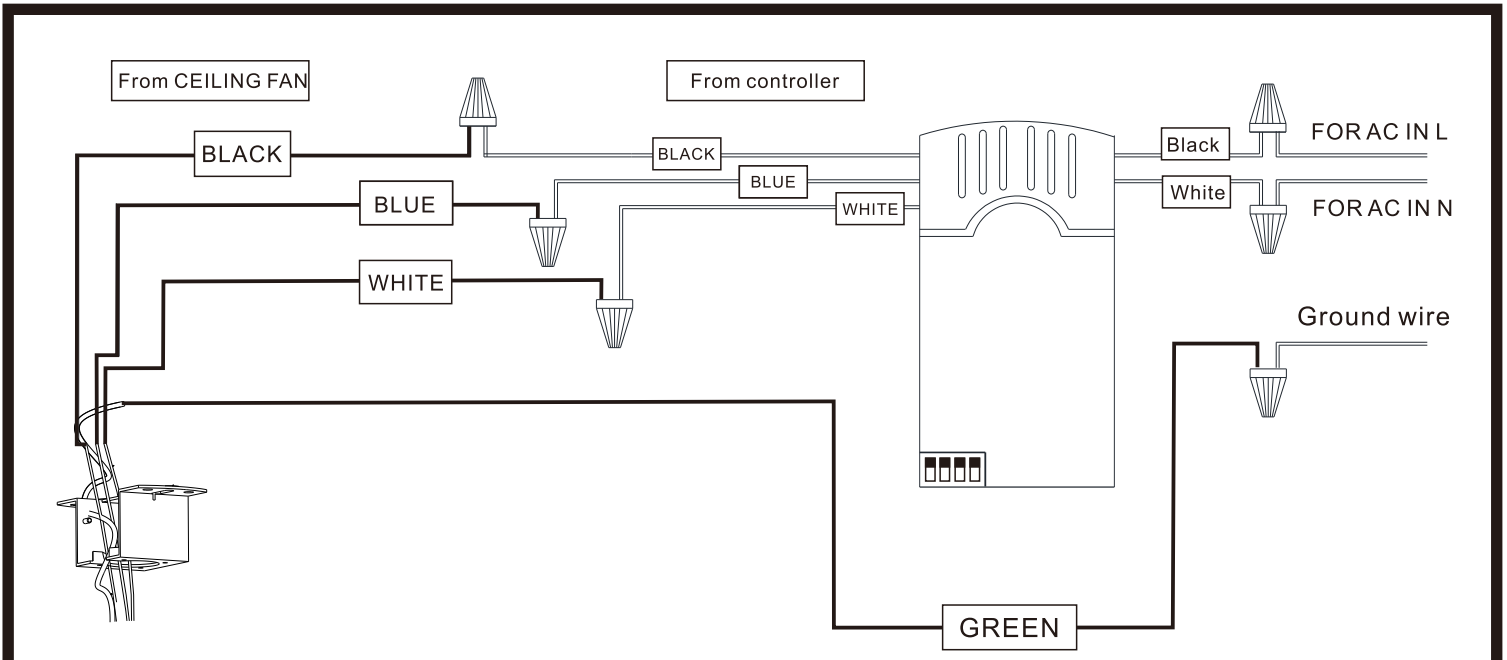 From CEILING FAN
From controller
BLACK
BLACK
Black
FOR AC IN L
BLUE
BLUE
White
FOR AC IN N
WHITE
WHITE
Ground wire
GREEN